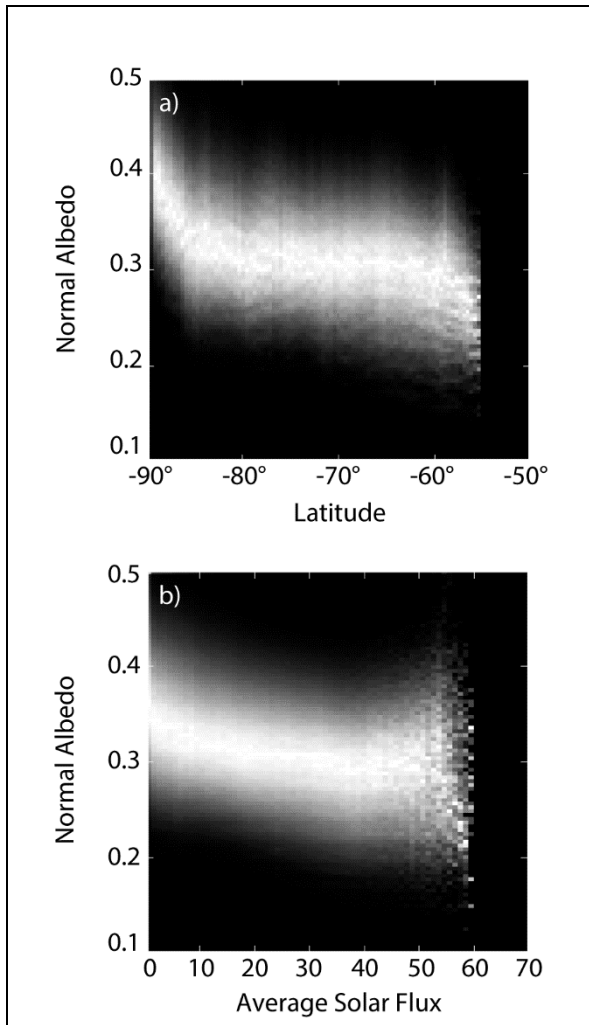 0.5
a)
0.4
Normal Albedo
0.3
0.2
0.1
-90° -80° -70° -60° -50°
Latitude
0.5
b)
0.4
Normal Albedo
0.3
0.2
0.1
0 10 20 30 40 50 60 70
Average Solar Flux